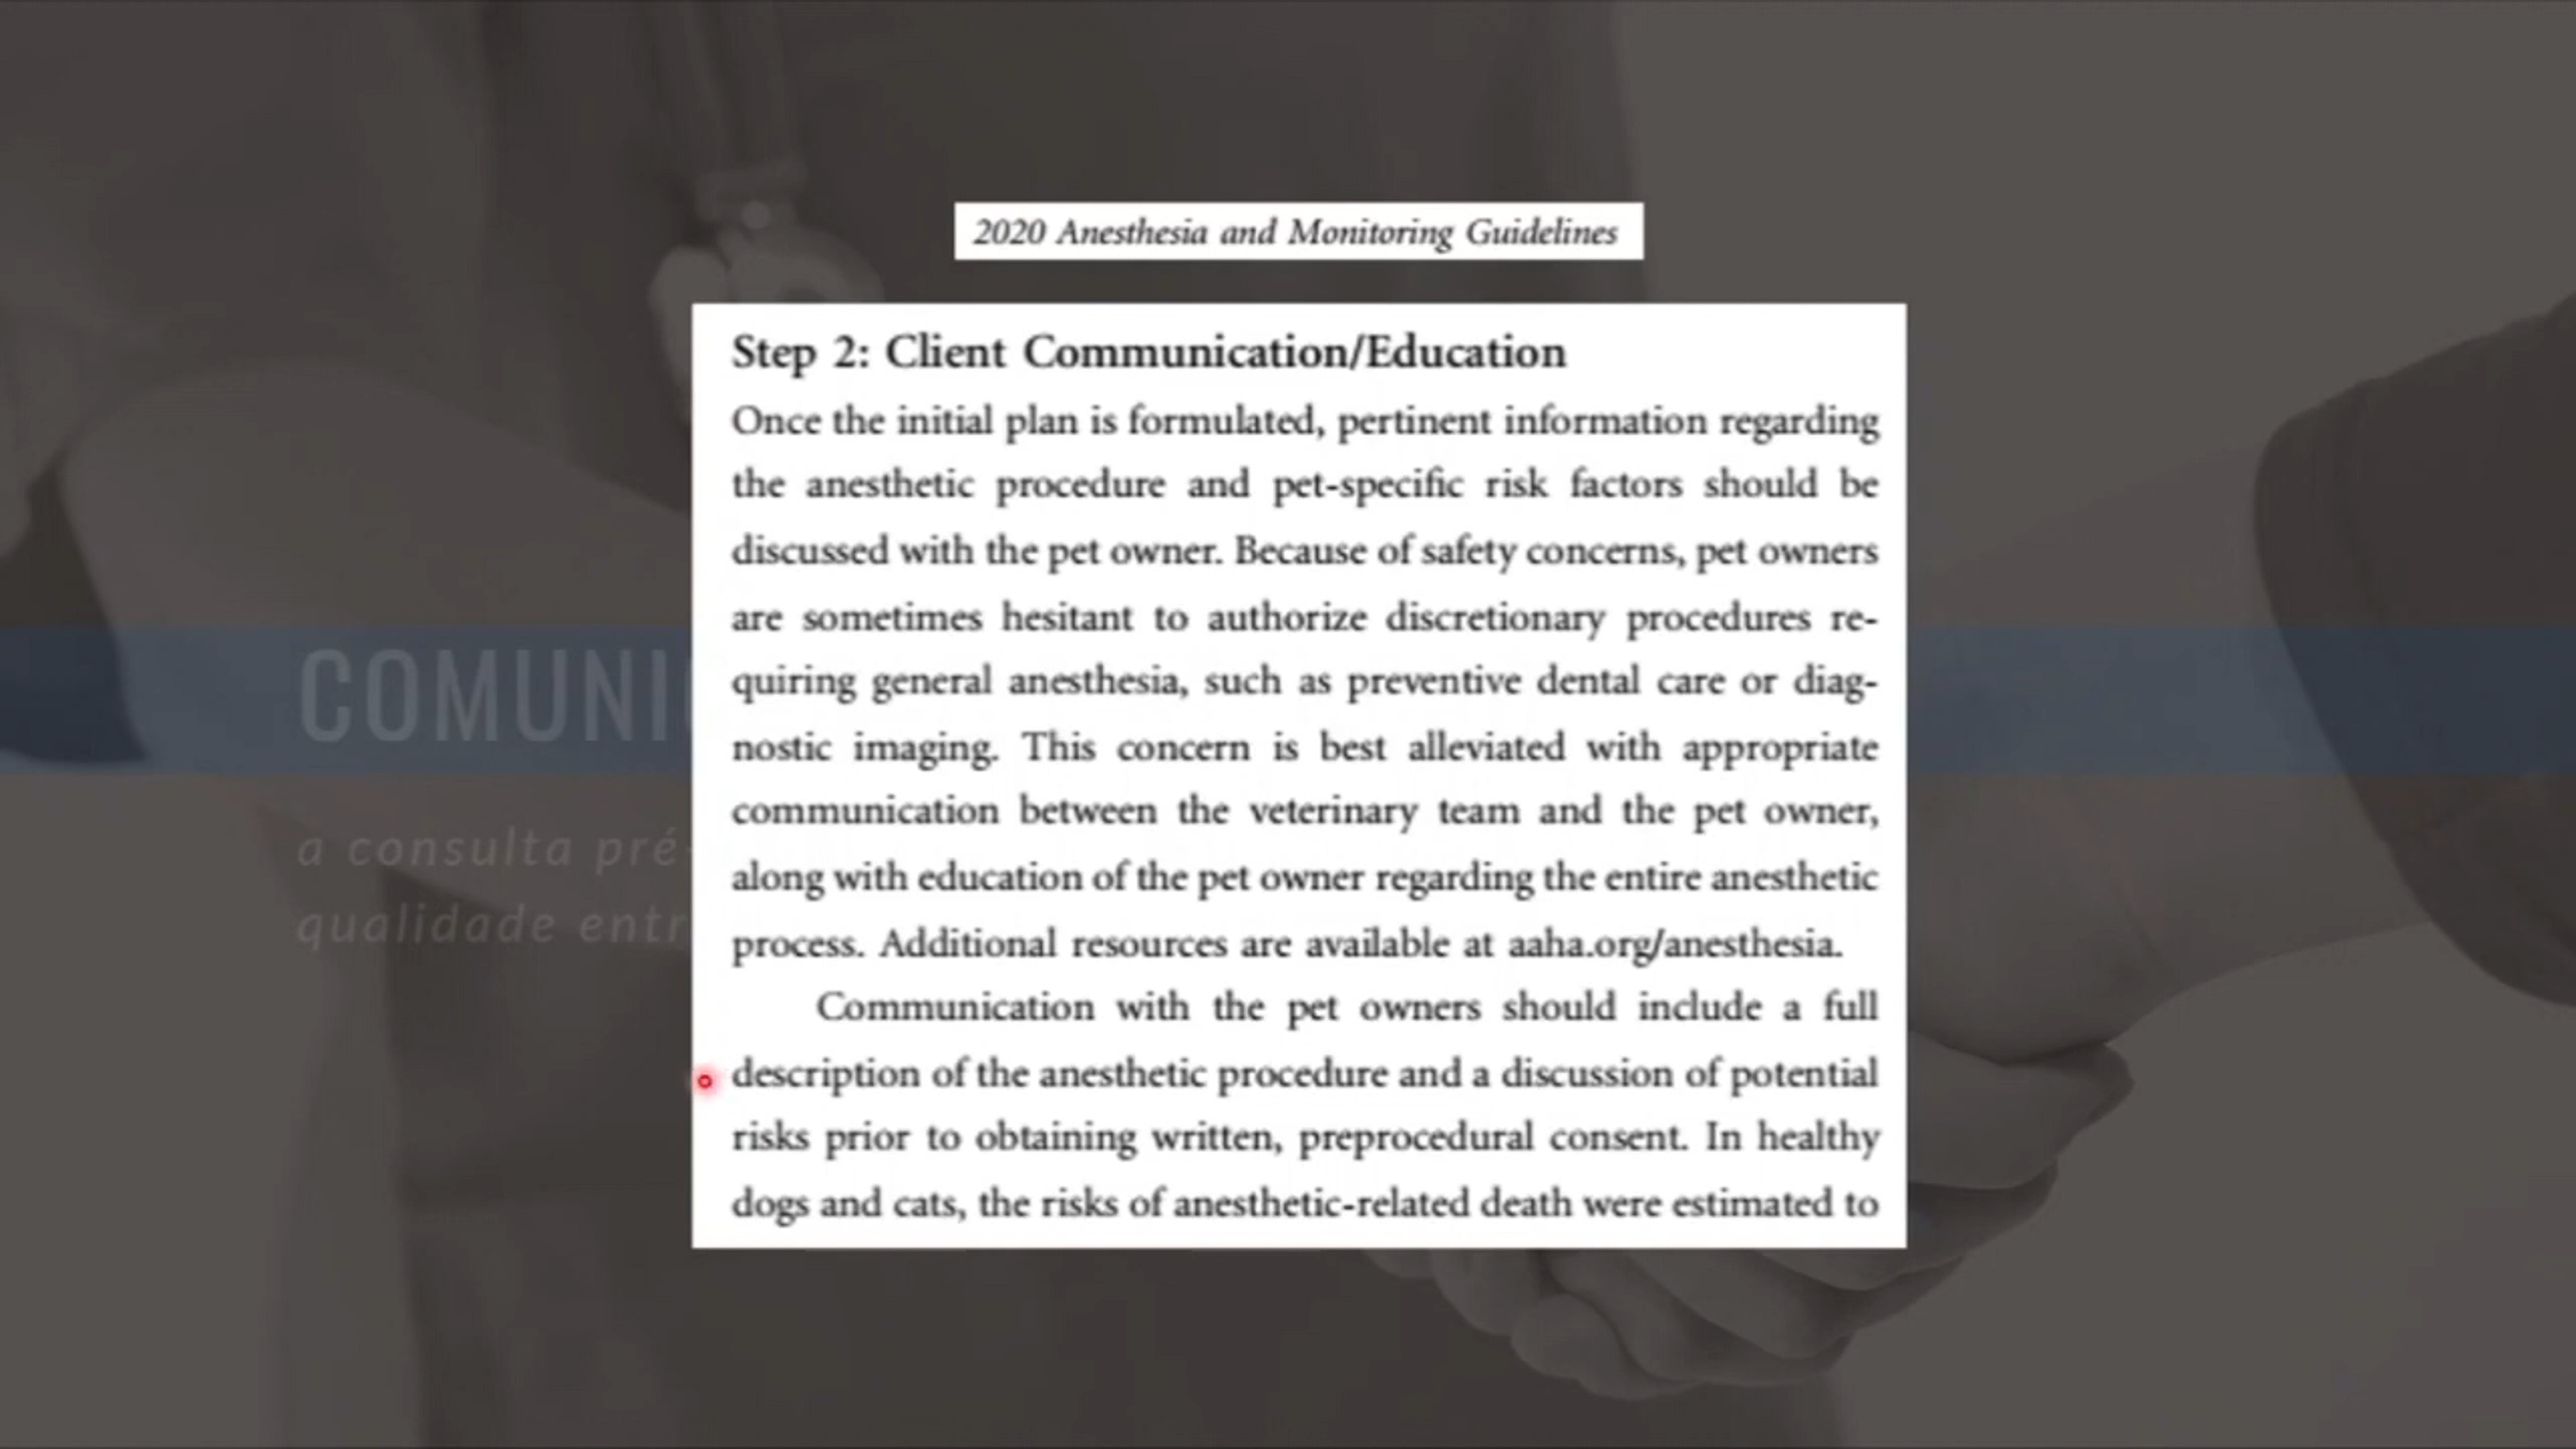 2020 Anesthesia and Monitoring Guidelines
Step 2: Client Communication/Education
Once the initial plan is formulated, pertinent information regarding
the anesthetic procedure and pet-specific risk factors should be
discussed with the pet owner. Because of safety concerns, pet owners
are sometimes hesitant to authorize discretionary procedures re-
quiring general anesthesia, such as preventive dental care or diag-
nostic imaging. This concern is best alleviated with appropriate
communication between the veterinary team and the pet owner,
along with education of the pet owner regarding the entire anesthetic
process. Additional resources are available at aaha.org/anesthesia.
Communication with the pet owners should include a full
description of the anesthetic procedure and a discussion of potential
risks prior to obtaining written, preprocedural consent. In healthy
dogs and cats, the risks of anesthetic-related death were estimated to
COMUNI
a consulta pré-
qualidade entr